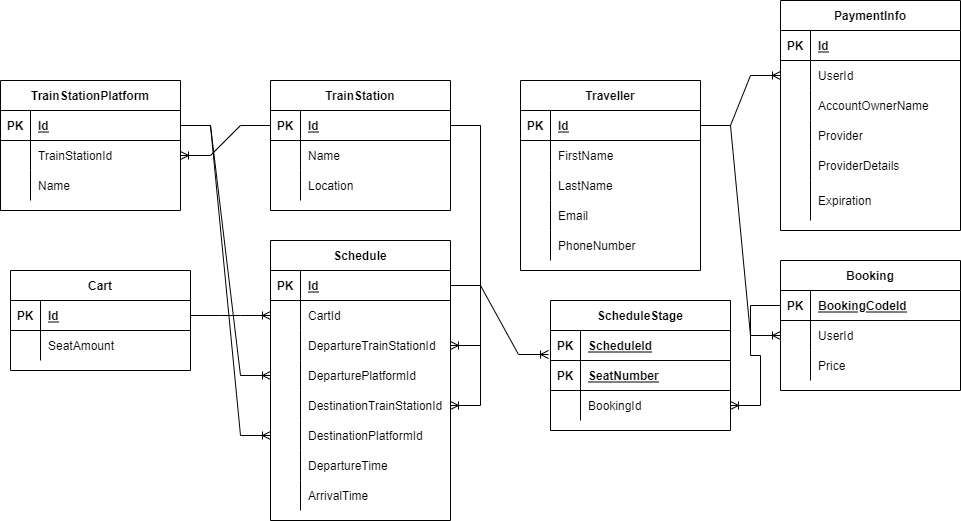 PaymentInfo
PK Id
UserId
AccountOwnerName
Provider
ProviderDetails
Expiration
TrainStationPlatform
PK Id
TrainStationId
Name
TrainStation
PK Id
Name
Location
Traveller
PK Id
FirstName
LastName
Email
PhoneNumber
Cart
PK Id
SeatAmount
Schedule
PK Id
CartId
DepartureTrainStationId
DeparturePlatformId
DestinationTrainStationId
DestinationPlatformId
DepartureTime
ArrivalTime
ScheduleStage
PK ScheduleId
PK SeatNumber
BookingId
Booking
PK BookingCodeId
UserId
Price